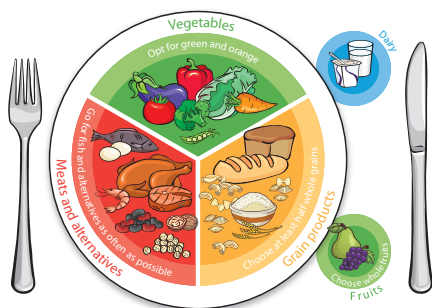 Vegetables
Opt for green and orange
Dairy
Go for fish and alternatives as often as possible
Meats and alternatives
Choose at least half whole grains
Grain products
Choose whole fruits
Fruits